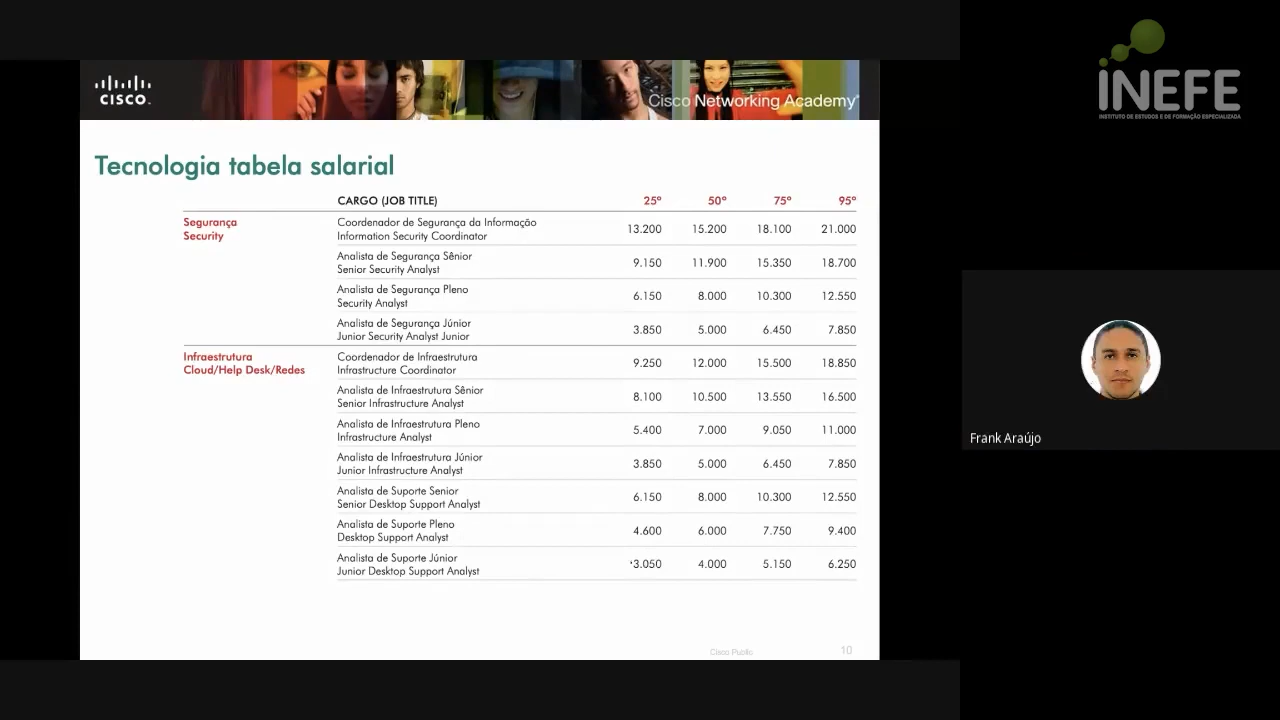 CISCO
Cisco Networking Academy
INEFE
INSTITUTO DE ESTUDOS E DE FORMAÇÃO ESPECIALIZADA
Tecnologia tabela salarial
CARGO (JOB TITLE) 25º 50º 75º 95º
Segurança
Security
Coordenador de Segurança da Informação
Information Security Coordinator
13.200 15.200 18.100 21.000
Analista de Segurança Sênior
Senior Security Analyst
9.150 11.900 15.350 18.700
Analista de Segurança Pleno
Security Analyst
6.150 8.000 10.300 12.550
Analista de Segurança Júnior
Junior Security Analyst Junior
3.850 5.000 6.450 7.850
Infraestrutura
Cloud/Help Desk/Redes
Coordenador de Infraestrutura
Infrastructure Coordinator
9.250 12.000 15.500 18.850
Analista de Infraestrutura Sênior
Senior Infrastructure Analyst
8.100 10.500 13.550 16.500
Analista de Infraestrutura Pleno
Infrastructure Analyst
5.400 7.000 9.050 11.000
Analista de Infraestrutura Júnior
Junior Infrastructure Analyst
3.850 5.000 6.450 7.850
Analista de Suporte Senior
Senior Desktop Support Analyst
6.150 8.000 10.300 12.550
Analista de Suporte Pleno
Desktop Support Analyst
4.600 6.000 7.750 9.400
Analista de Suporte Júnior
Junior Desktop Support Analyst
3.050 4.000 5.150 6.250
Cisco Public
10
Frank Araújo